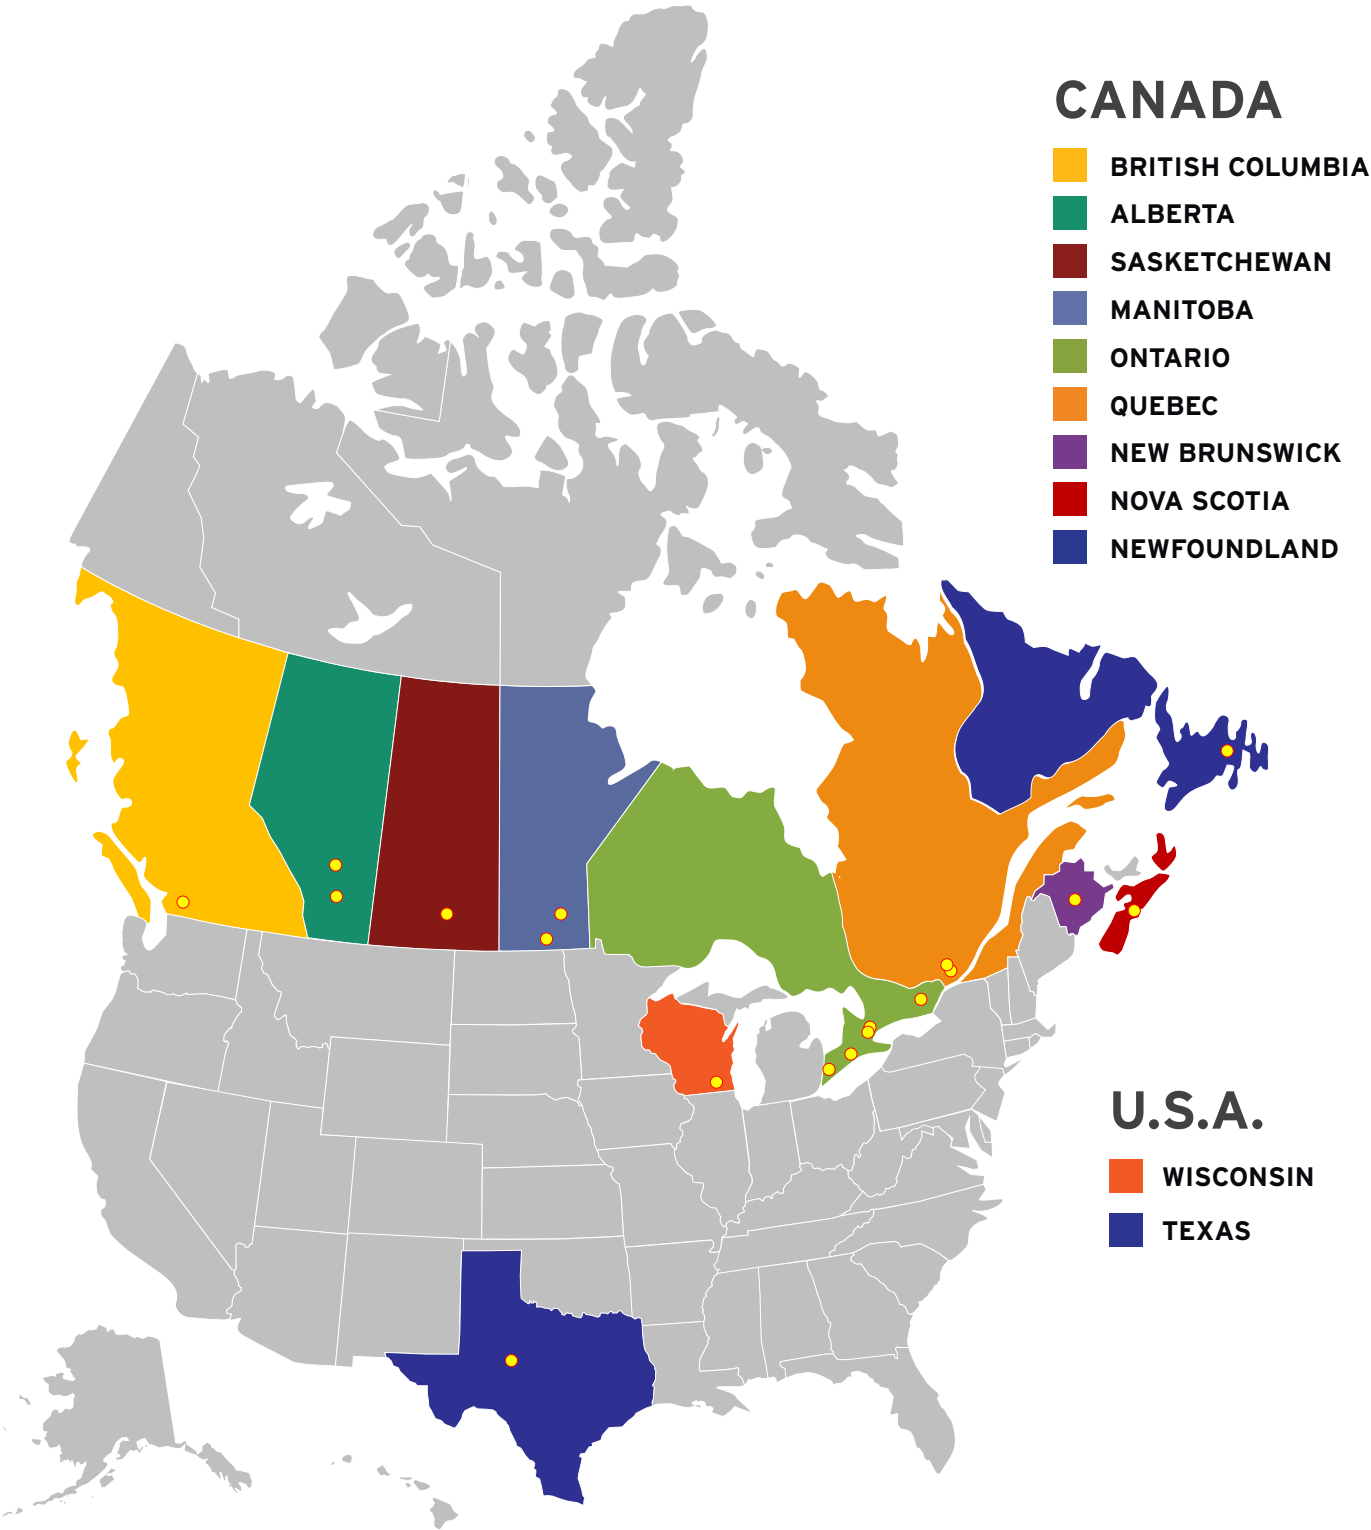 CANADA
BRITISH COLUMBIA
ALBERTA
SASKETCHEWAN
MANITOBA
ONTARIO
QUEBEC
NEW BRUNSWICK
NOVA SCOTIA
NEWFOUNDLAND
U.S.A.
WISCONSIN
TEXAS